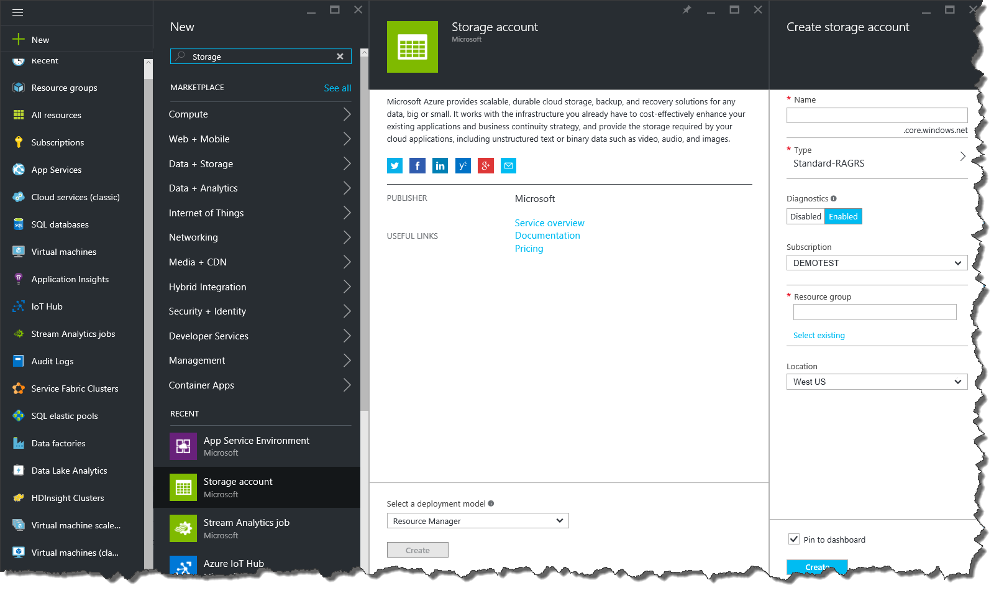 New
Recent
Resource groups
All resources
Subscriptions
App Services
Cloud services (classic)
SQL databases
Virtual machines
Application Insights
IoT Hub
Stream Analytics jobs
Audit Logs
Service Fabric Clusters
SQL elastic pools
Data factories
Data Lake Analytics
HDInsight Clusters
Virtual machine scale...
Virtual machines (cla...
New
Storage
MARKETPLACE See all
Compute
Web + Mobile
Data + Storage
Data + Analytics
Internet of Things
Networking
Media + CDN
Hybrid Integration
Security + Identity
Developer Services
Management
Container Apps
RECENT
App Service Environment
Microsoft
Storage account
Microsoft
Stream Analytics job
Microsoft
Azure IoT Hub
Storage account
Microsoft
Microsoft Azure provides scalable, durable cloud storage, backup, and recovery solutions for any
data, big or small. It works with the infrastructure you already have to cost-effectively enhance your
existing applications and business continuity strategy, and provide the storage required by your
cloud applications, including unstructured text or binary data such as video, audio, and images.
PUBLISHER Microsoft
Service overview
USEFUL LINKS Documentation
Pricing
Select a deployment model
Resource Manager
Create
Create storage account
* Name
.core.windows.net
* Type
Standard-RAGRS
Diagnostics
Disabled Enabled
Subscription
DEMOTEST
* Resource group
Select existing
Location
West US
Pin to dashboard
Create